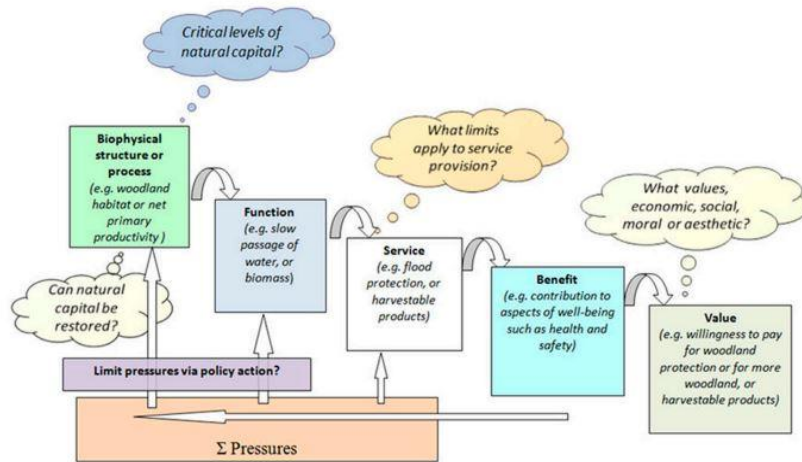 Critical levels of
natural capital?
Biophysical
structure or
process
(e.g. woodland
habitat or net
primary
productivity )
What limits
apply to service
provision?
Function
(e.g. slow
passage of
water, or
biomass)
What values,
economic, social,
moral or aesthetic?
Service
(e.g. flood
protection, or
harvestable
products)
Can natural
capital be
restored?
Benefit
(e.g. contribution to
aspects of well-being
such as health and
safety)
Value
(e.g. willingness to pay
for woodland
protection or for more
woodland, or
harvestable products)
Limit pressures via policy action?
Σ Pressures